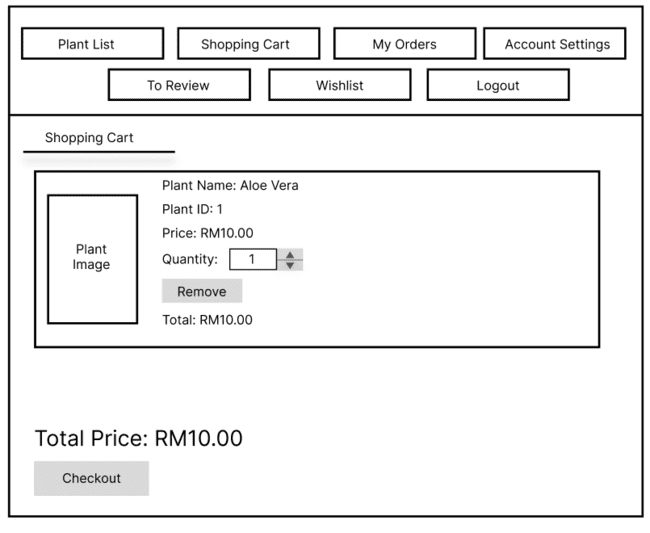 Plant List
Shopping Cart
My Orders
Account Settings
To Review
Wishlist
Logout
Shopping Cart
Plant Image
Plant Name: Aloe Vera
Plant ID: 1
Price: RM10.00
Quantity: 1
Remove
Total: RM10.00
Total Price: RM10.00
Checkout